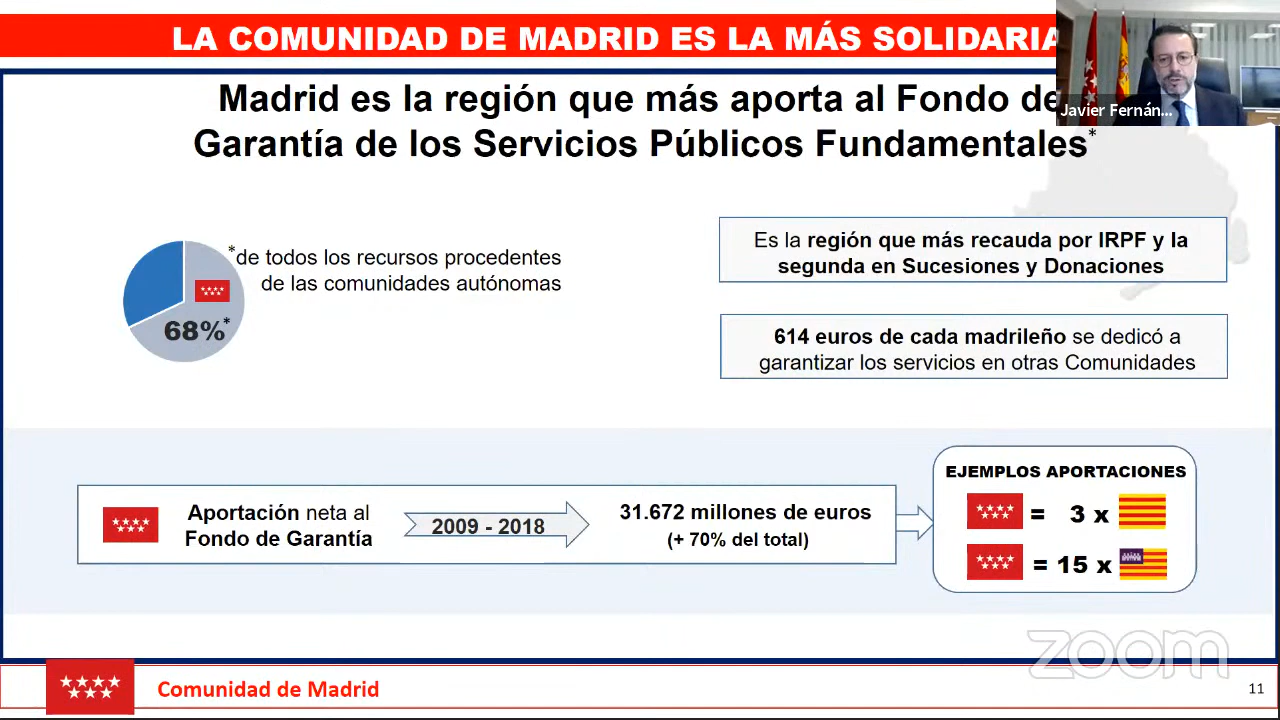 LA COMUNIDAD DE MADRID ES LA MÁS SOLIDARIA
Javier Fernán...
Madrid es la región que más aporta al Fondo de
Garantía de los Servicios Públicos Fundamentales*
*de todos los recursos procedentes
de las comunidades autónomas
68%*
Es la región que más recauda por IRPF y la
segunda en Sucesiones y Donaciones
614 euros de cada madrileño se dedicó a
garantizar los servicios en otras Comunidades
Aportación neta al
Fondo de Garantía
2009 - 2018
31.672 millones de euros
(+ 70% del total)
EJEMPLOS APORTACIONES
= 3 x
= 15 x
zoom
Comunidad de Madrid
11